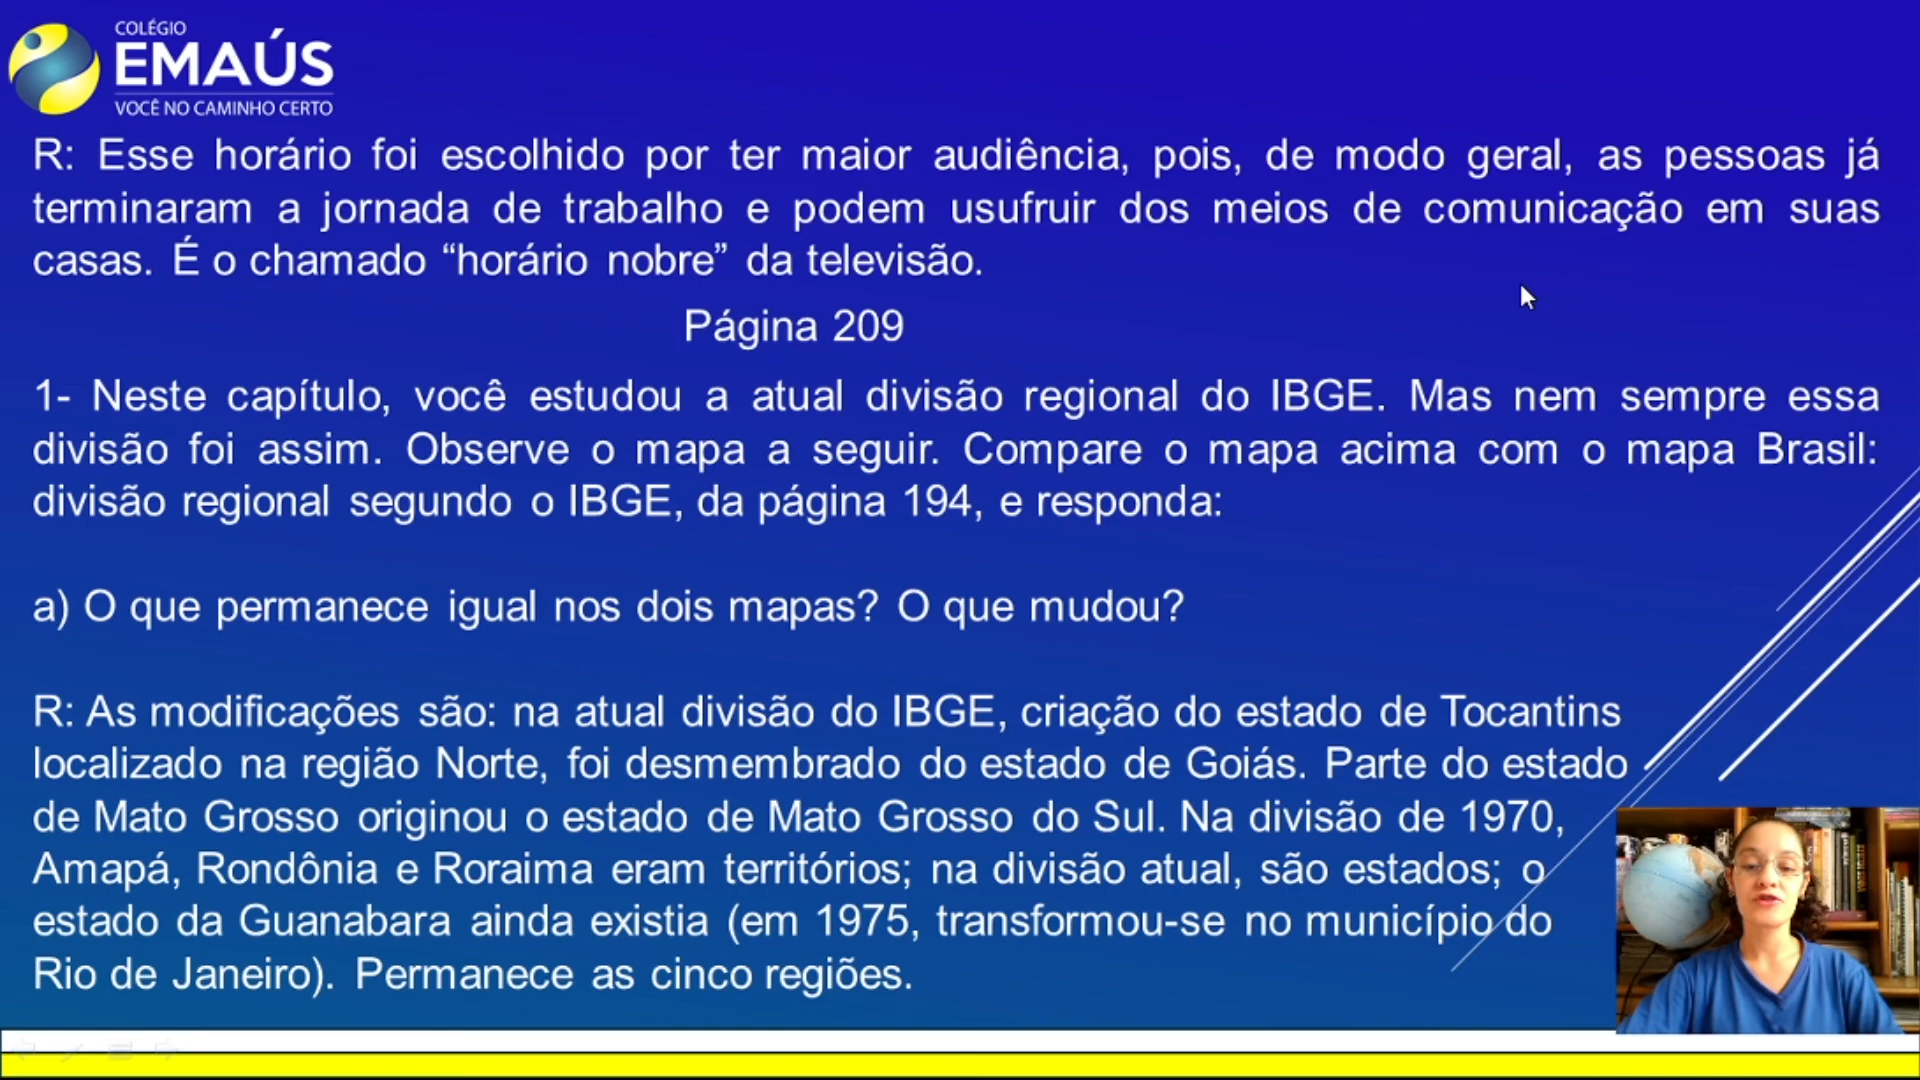 COLÉGIO
EMAÚS
VOCÊ NO CAMINHO CERTO
R: Esse horário foi escolhido por ter maior audiência, pois, de modo geral, as pessoas já
terminaram a jornada de trabalho e podem usufruir dos meios de comunicação em suas
casas. É o chamado “horário nobre” da televisão.
Página 209
1- Neste capítulo, você estudou a atual divisão regional do IBGE. Mas nem sempre essa
divisão foi assim. Observe o mapa a seguir. Compare o mapa acima com o mapa Brasil:
divisão regional segundo o IBGE, da página 194, e responda:
a) O que permanece igual nos dois mapas? O que mudou?
R: As modificações são: na atual divisão do IBGE, criação do estado de Tocantins
localizado na região Norte, foi desmembrado do estado de Goiás. Parte do estado
de Mato Grosso originou o estado de Mato Grosso do Sul. Na divisão de 1970,
Amapá, Rondônia e Roraima eram territórios; na divisão atual, são estados; o
estado da Guanabara ainda existia (em 1975, transformou-se no município do
Rio de Janeiro). Permanece as cinco regiões.